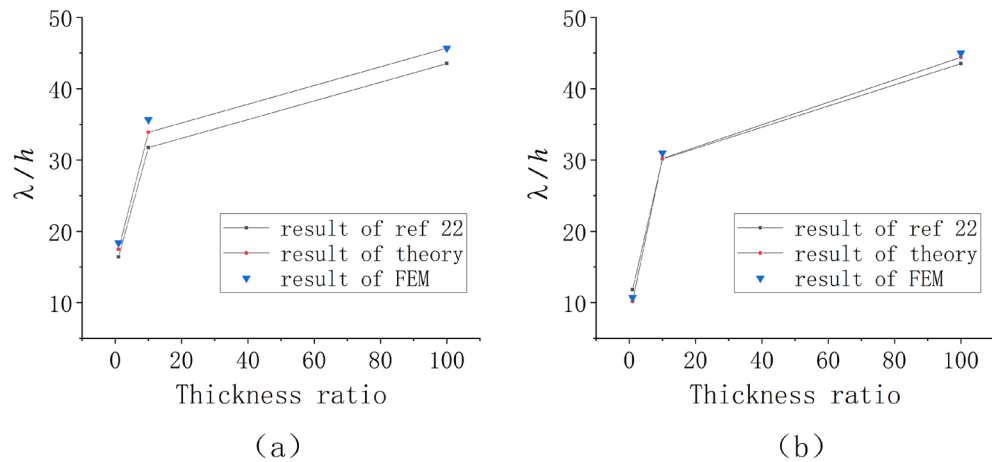 50
40
30
20
10
λ/h
result of ref 22
result of theory
result of FEM
0 20 40 60 80 100
Thickness ratio
(a)
50
40
30
20
10
λ/h
result of ref 22
result of theory
result of FEM
0 20 40 60 80 100
Thickness ratio
(b)